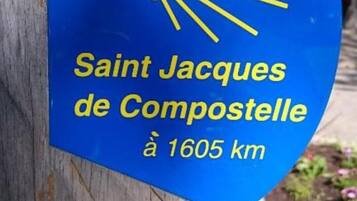 Saint Jacques
de Compostelle
à 1605 km